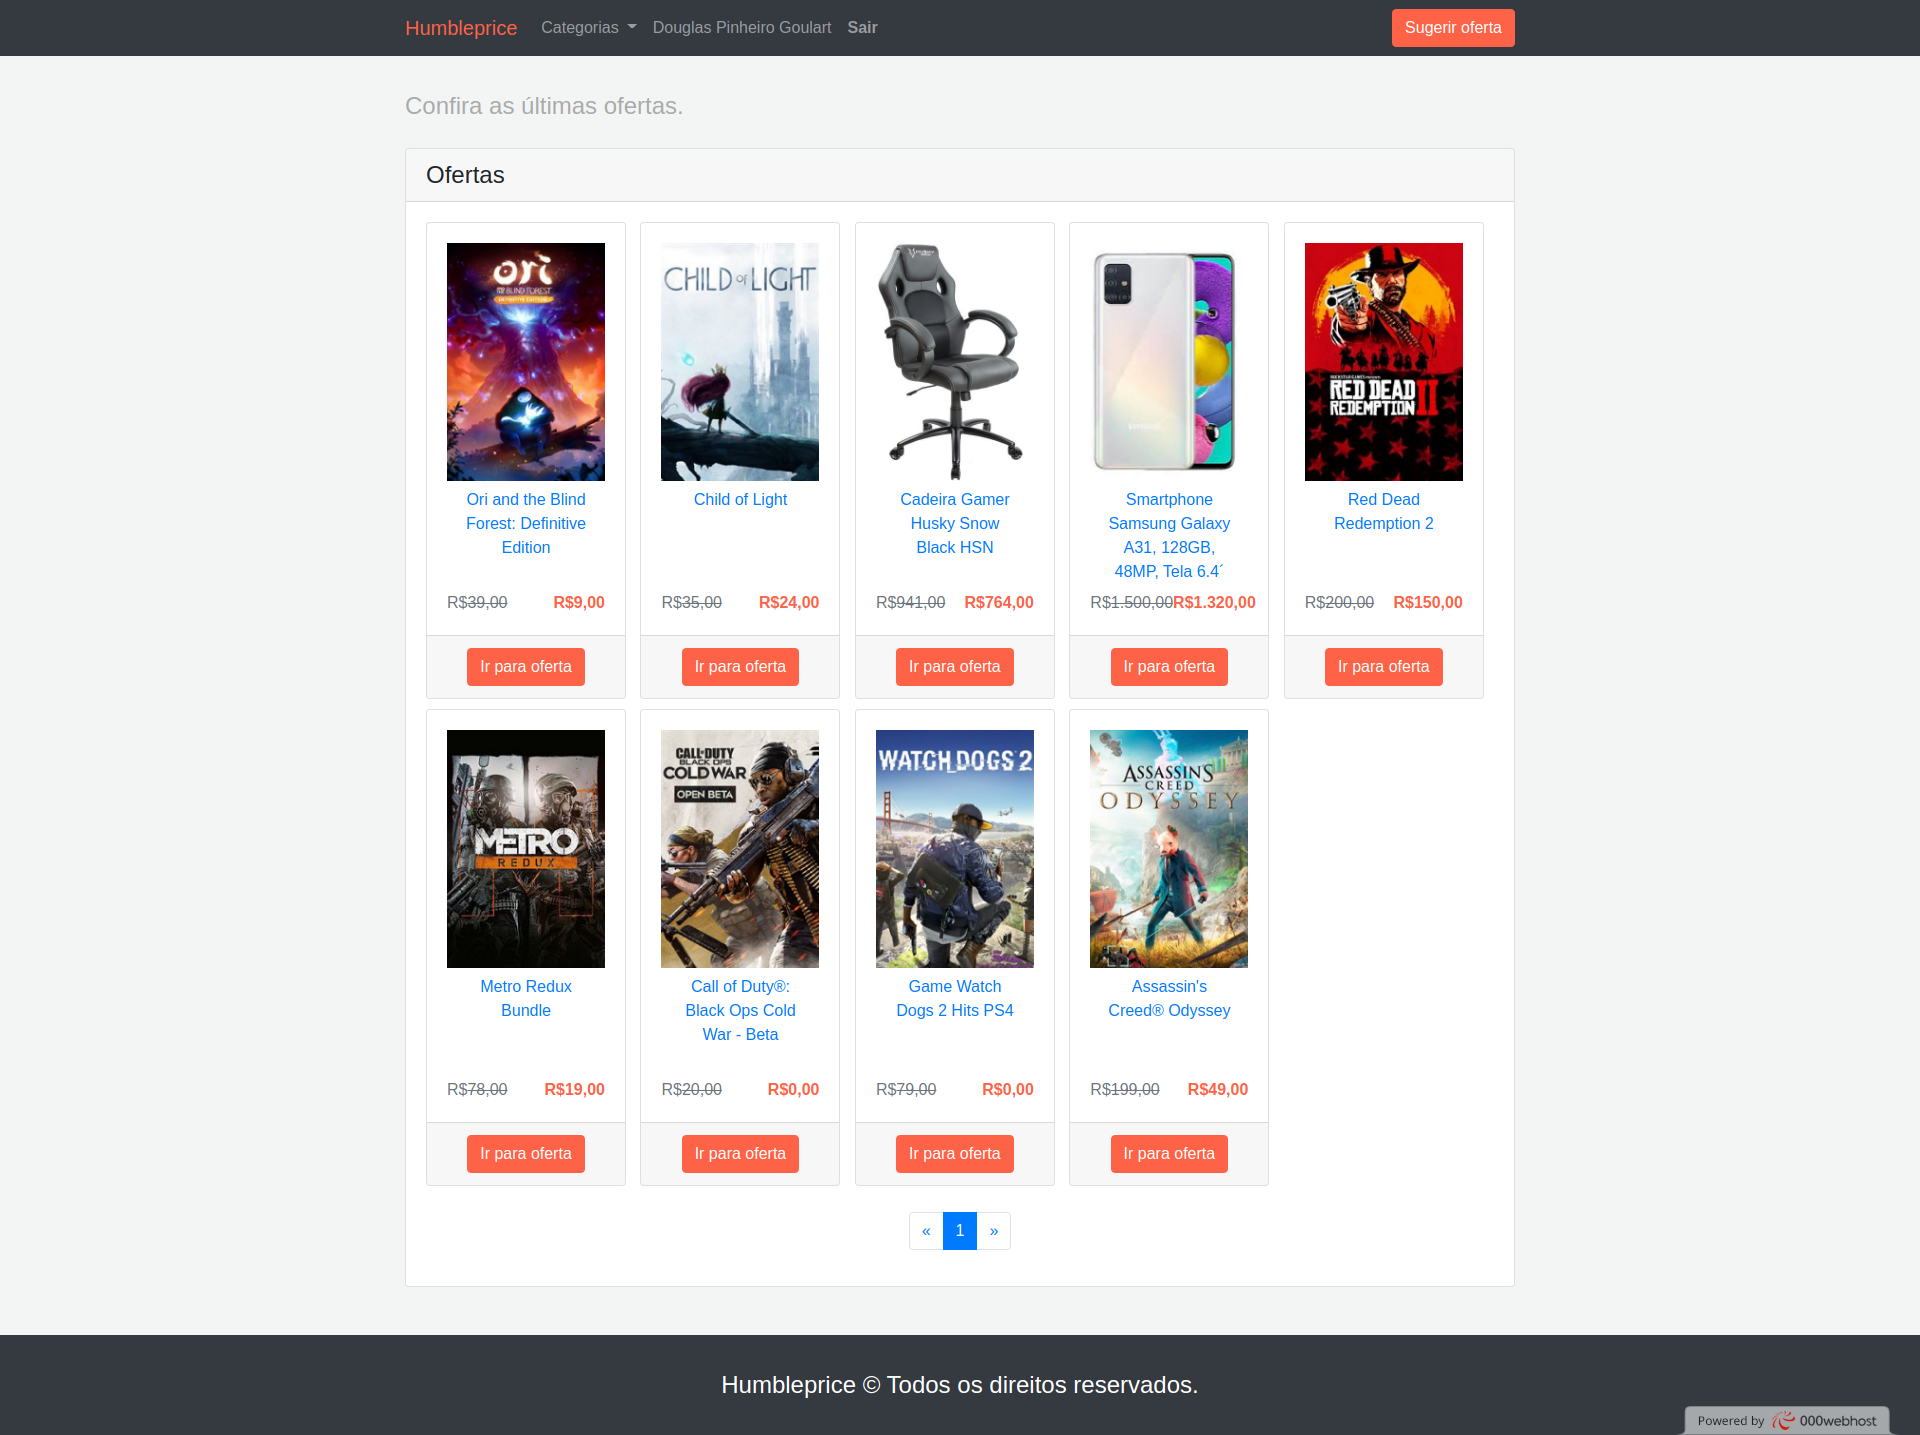 Humbleprice Categorias Douglas Pinheiro Goulart Sair Sugerir oferta
Confira as últimas ofertas.
Ofertas
ori
AND THE BLIND FOREST
DEFINITIVE EDITION
CHILD of LIGHT
RED DEAD
REDEMPTION II
Ori and the Blind
Forest: Definitive
Edition
R$39,00 R$9,00
Ir para oferta
Child of Light
R$35,00 R$24,00
Ir para oferta
Cadeira Gamer
Husky Snow
Black HSN
R$941,00 R$764,00
Ir para oferta
Smartphone
Samsung Galaxy
A31, 128GB,
48MP, Tela 6.4´
R$1.500,00R$1.320,00
Ir para oferta
Red Dead
Redemption 2
R$200,00 R$150,00
Ir para oferta
METRO
REDUX
Metro Redux
Bundle
R$78,00 R$19,00
Ir para oferta
CALL OF DUTY
BLACK OPS
COLD WAR
OPEN BETA
Call of Duty®:
Black Ops Cold
War - Beta
R$20,00 R$0,00
Ir para oferta
WATCH DOGS 2
Game Watch
Dogs 2 Hits PS4
R$79,00 R$0,00
Ir para oferta
ASSASSIN'S
CREED
ODYSSEY
Assassin's
Creed® Odyssey
R$199,00 R$49,00
Ir para oferta
« 1 »
Humbleprice © Todos os direitos reservados.
Powered by 000webhost